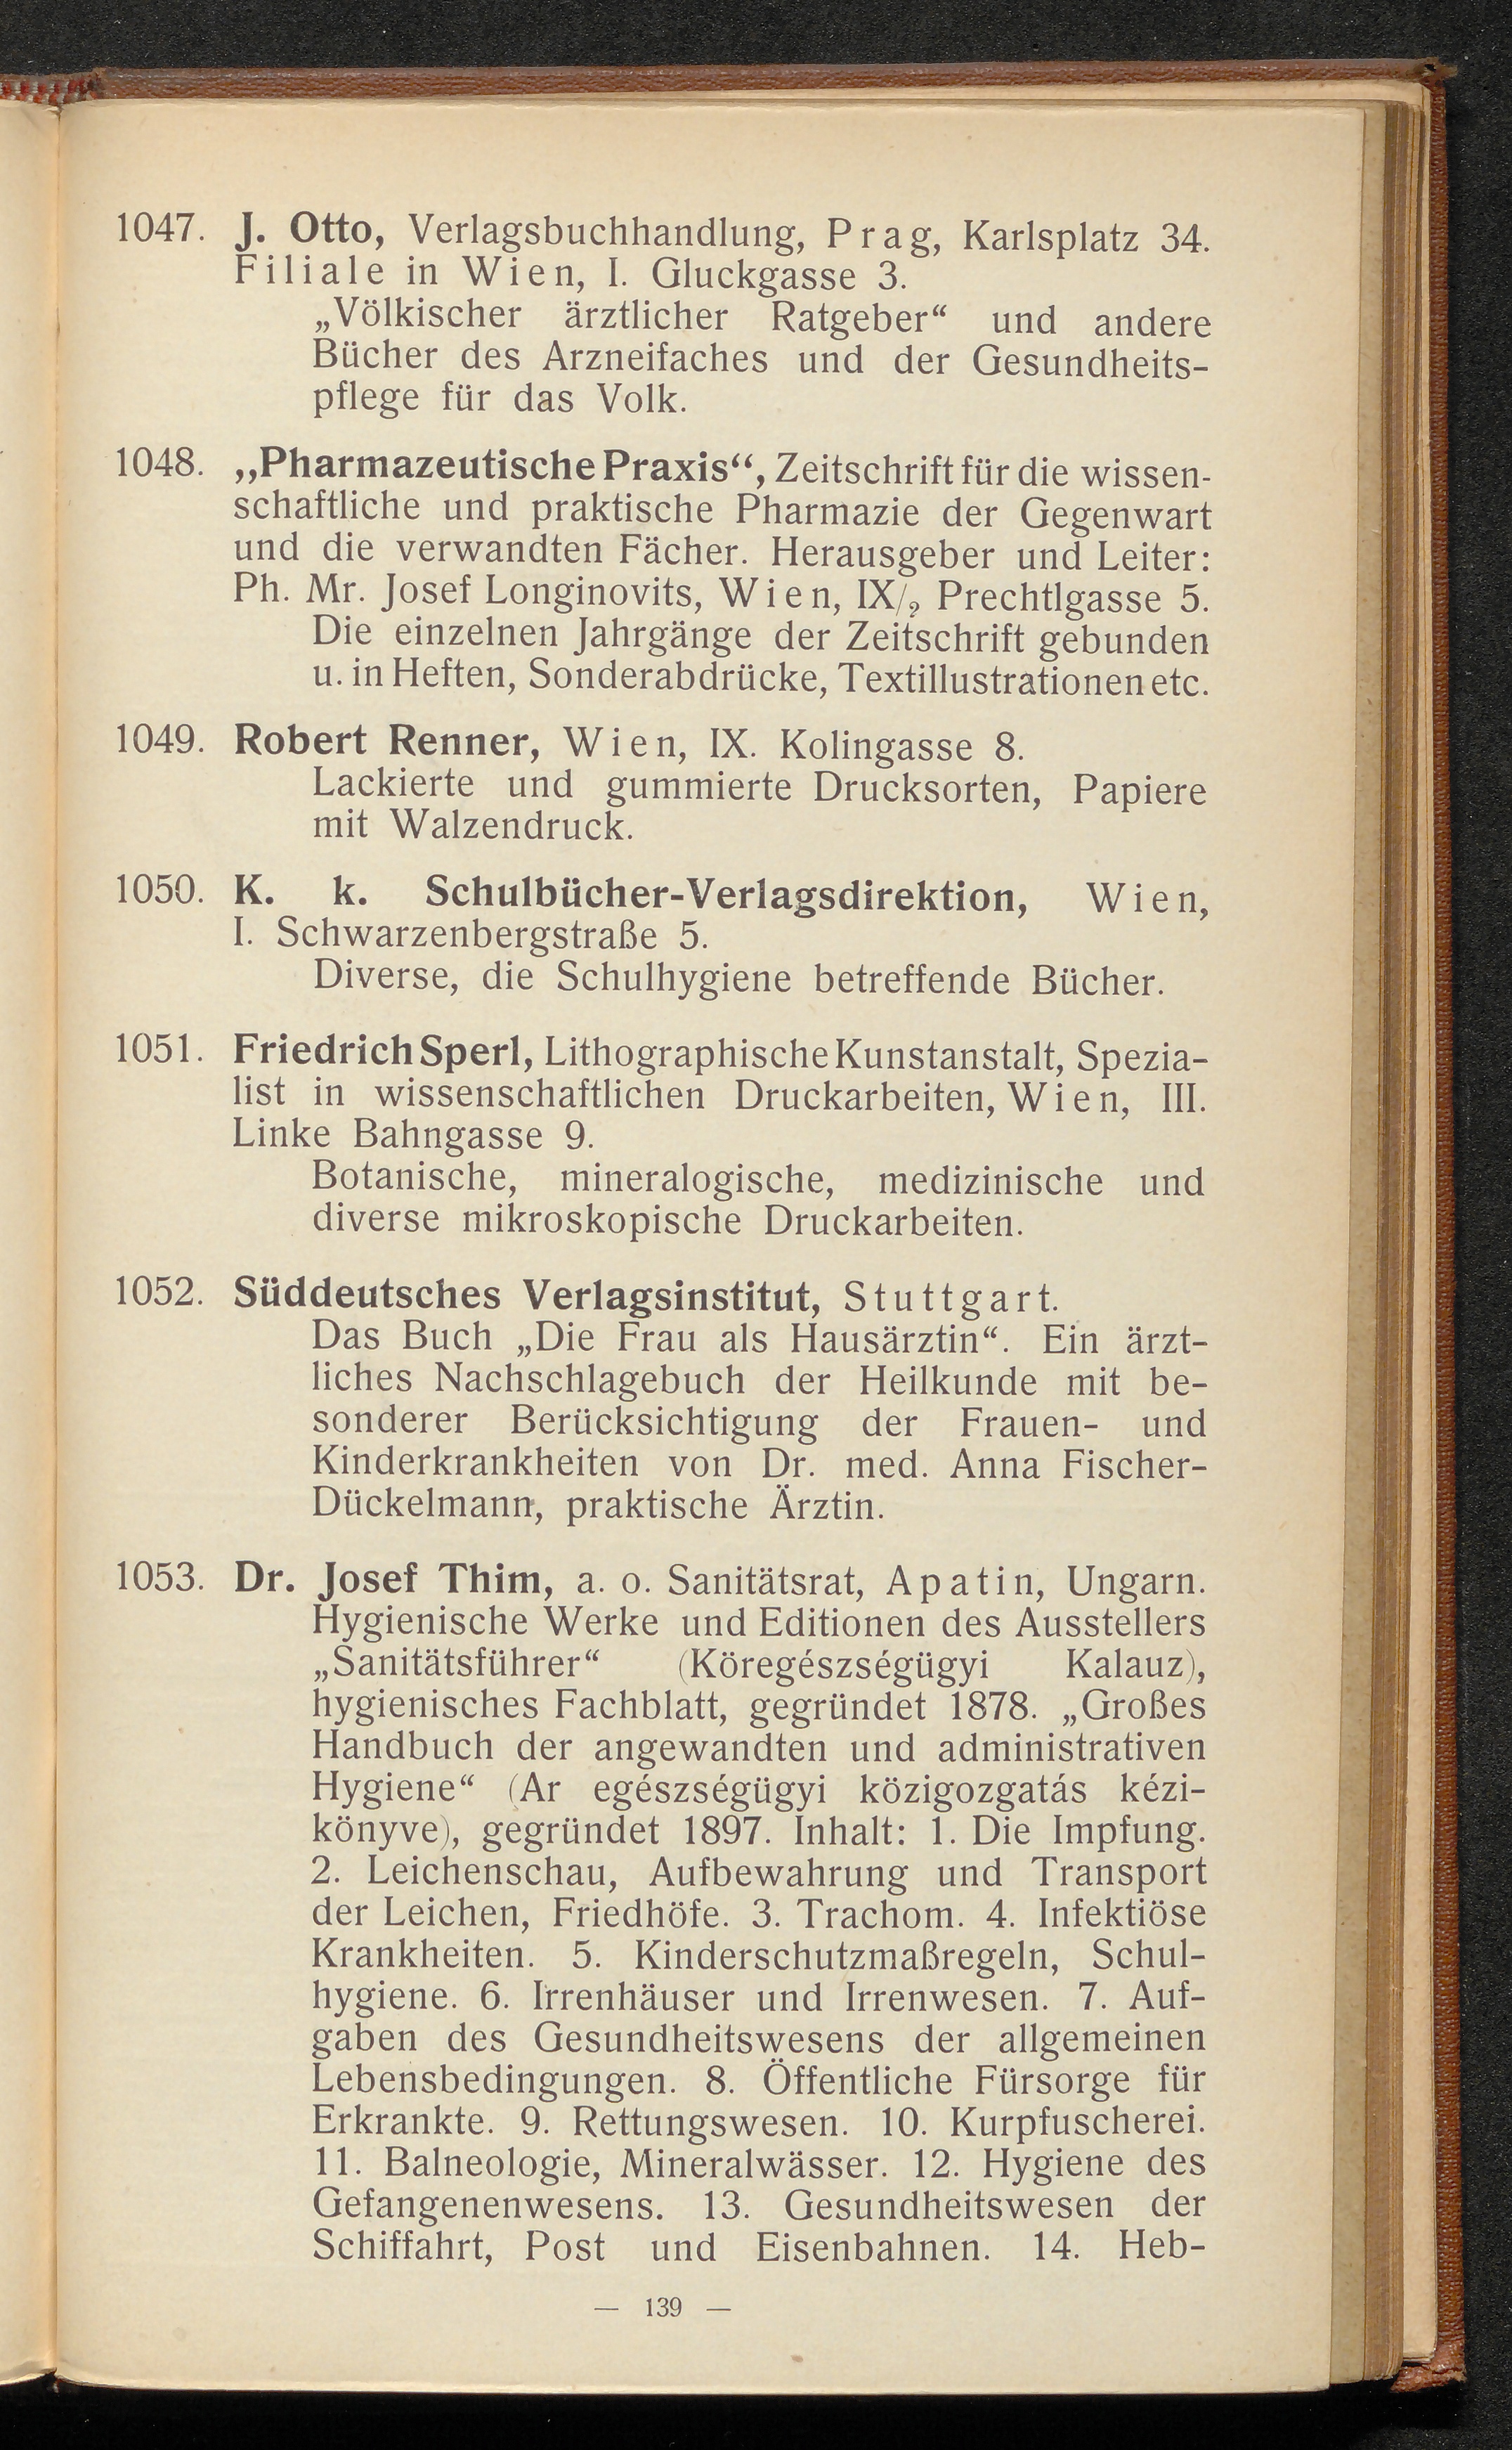 1047. J. Otto, Verlagsbuchhandlung, Prag, Karlsplatz 34.
Filiale in Wien, I. Gluckgasse 3.
„Völkischer ärztlicher Ratgeber“ und andere
Bücher des Arzneifaches und der Gesundheits-
pflege für das Volk.
1048. „Pharmazeutische Praxis“, Zeitschrift für die wissen-
schaftliche und praktische Pharmazie der Gegenwart
und die verwandten Fächer. Herausgeber und Leiter:
Ph. Mr. Josef Longinovits, Wien, IX/2 Prechtlgasse 5.
Die einzelnen Jahrgänge der Zeitschrift gebunden
u. in Heften, Sonderabdrücke, Textillustrationen etc.
1049. Robert Renner, Wien, IX. Kolingasse 8.
Lackierte und gummierte Drucksorten, Papiere
mit Walzendruck.
1050. K. k. Schulbücher-Verlagsdirektion, Wien,
I. Schwarzenbergstraße 5.
Diverse, die Schulhygiene betreffende Bücher.
1051. Friedrich Sperl, Lithographische Kunstanstalt, Spezia-
list in wissenschaftlichen Druckarbeiten, Wien, III.
Linke Bahngasse 9.
Botanische, mineralogische, medizinische und
diverse mikroskopische Druckarbeiten.
1052. Süddeutsches Verlagsinstitut, Stuttgart.
Das Buch „Die Frau als Hausärztin“. Ein ärzt-
liches Nachschlagebuch der Heilkunde mit be-
sonderer Berücksichtigung der Frauen- und
Kinderkrankheiten von Dr. med. Anna Fischer-
Dückelmann, praktische Ärztin.
1053. Dr. Josef Thim, a. o. Sanitätsrat, Apatin, Ungarn.
Hygienische Werke und Editionen des Ausstellers
„Sanitätsführer“ (Köregészségügyi Kalauz),
hygienisches Fachblatt, gegründet 1878. „Großes
Handbuch der angewandten und administrativen
Hygiene“ (Ar egészségügyi közigozgatás kézi-
könyve), gegründet 1897. Inhalt: 1. Die Impfung.
2. Leichenschau, Aufbewahrung und Transport
der Leichen, Friedhöfe. 3. Trachom. 4. Infektiöse
Krankheiten. 5. Kinderschutzmaßregeln, Schul-
hygiene. 6. Irrenhäuser und Irrenwesen. 7. Auf-
gaben des Gesundheitswesens der allgemeinen
Lebensbedingungen. 8. Öffentliche Fürsorge für
Erkrankte. 9. Rettungswesen. 10. Kurpfuscherei.
11. Balneologie, Mineralwässer. 12. Hygiene des
Gefangenenwesens. 13. Gesundheitswesen der
Schiffahrt, Post und Eisenbahnen. 14. Heb-
— 139 —